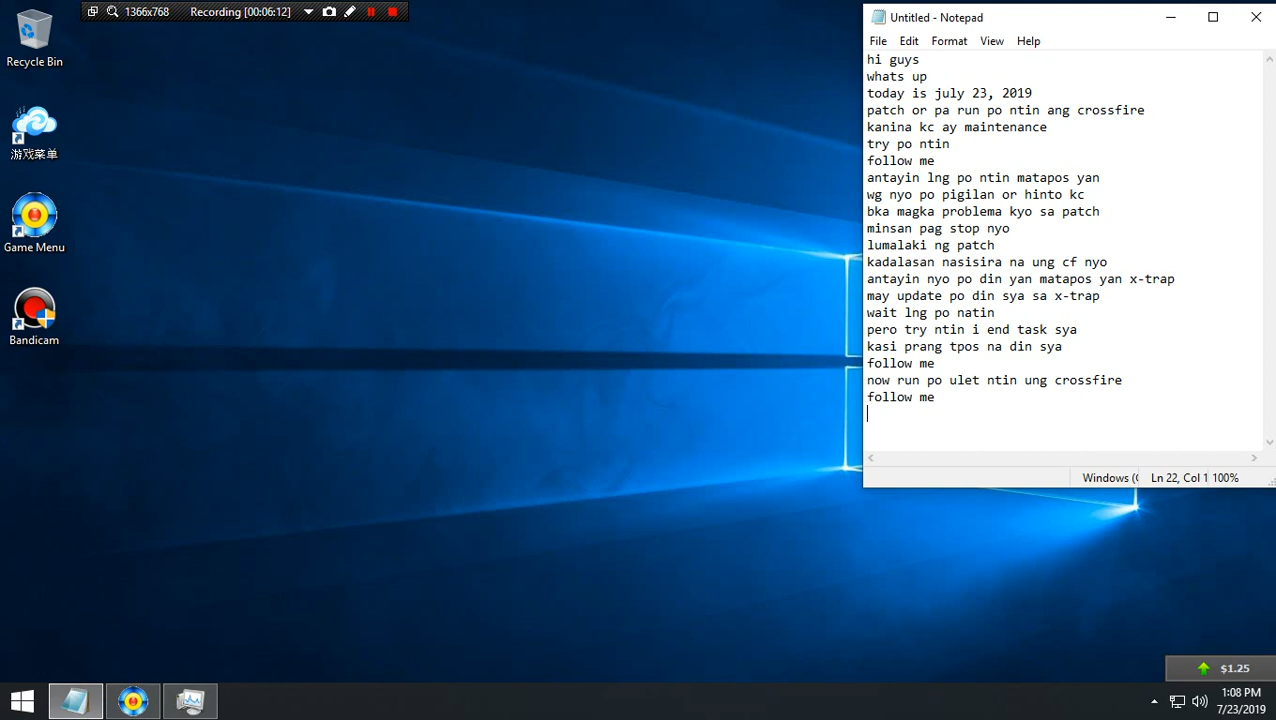 1366x768 Recording [00:06:12]
Recycle Bin
游戏菜单
Game Menu
Bandicam
Untitled - Notepad
File Edit Format View Help
hi guys
whats up
today is july 23, 2019
patch or pa run po ntin ang crossfire
kanina kc ay maintenance
try po ntin
follow me
antayin lng po ntin matapos yan
wg nyo po pigilan or hinto kc
bka magka problema kyo sa patch
minsan pag stop nyo
lumalaki ng patch
kadalasan nasisira na ung cf nyo
antayin nyo po din yan matapos yan x-trap
may update po din sya sa x-trap
wait lng po natin
pero try ntin i end task sya
kasi prang tpos na din sya
follow me
now run po ulet ntin ung crossfire
follow me
Windows (C Ln 22, Col 1 100%
$1.25
1:08 PM
7/23/2019